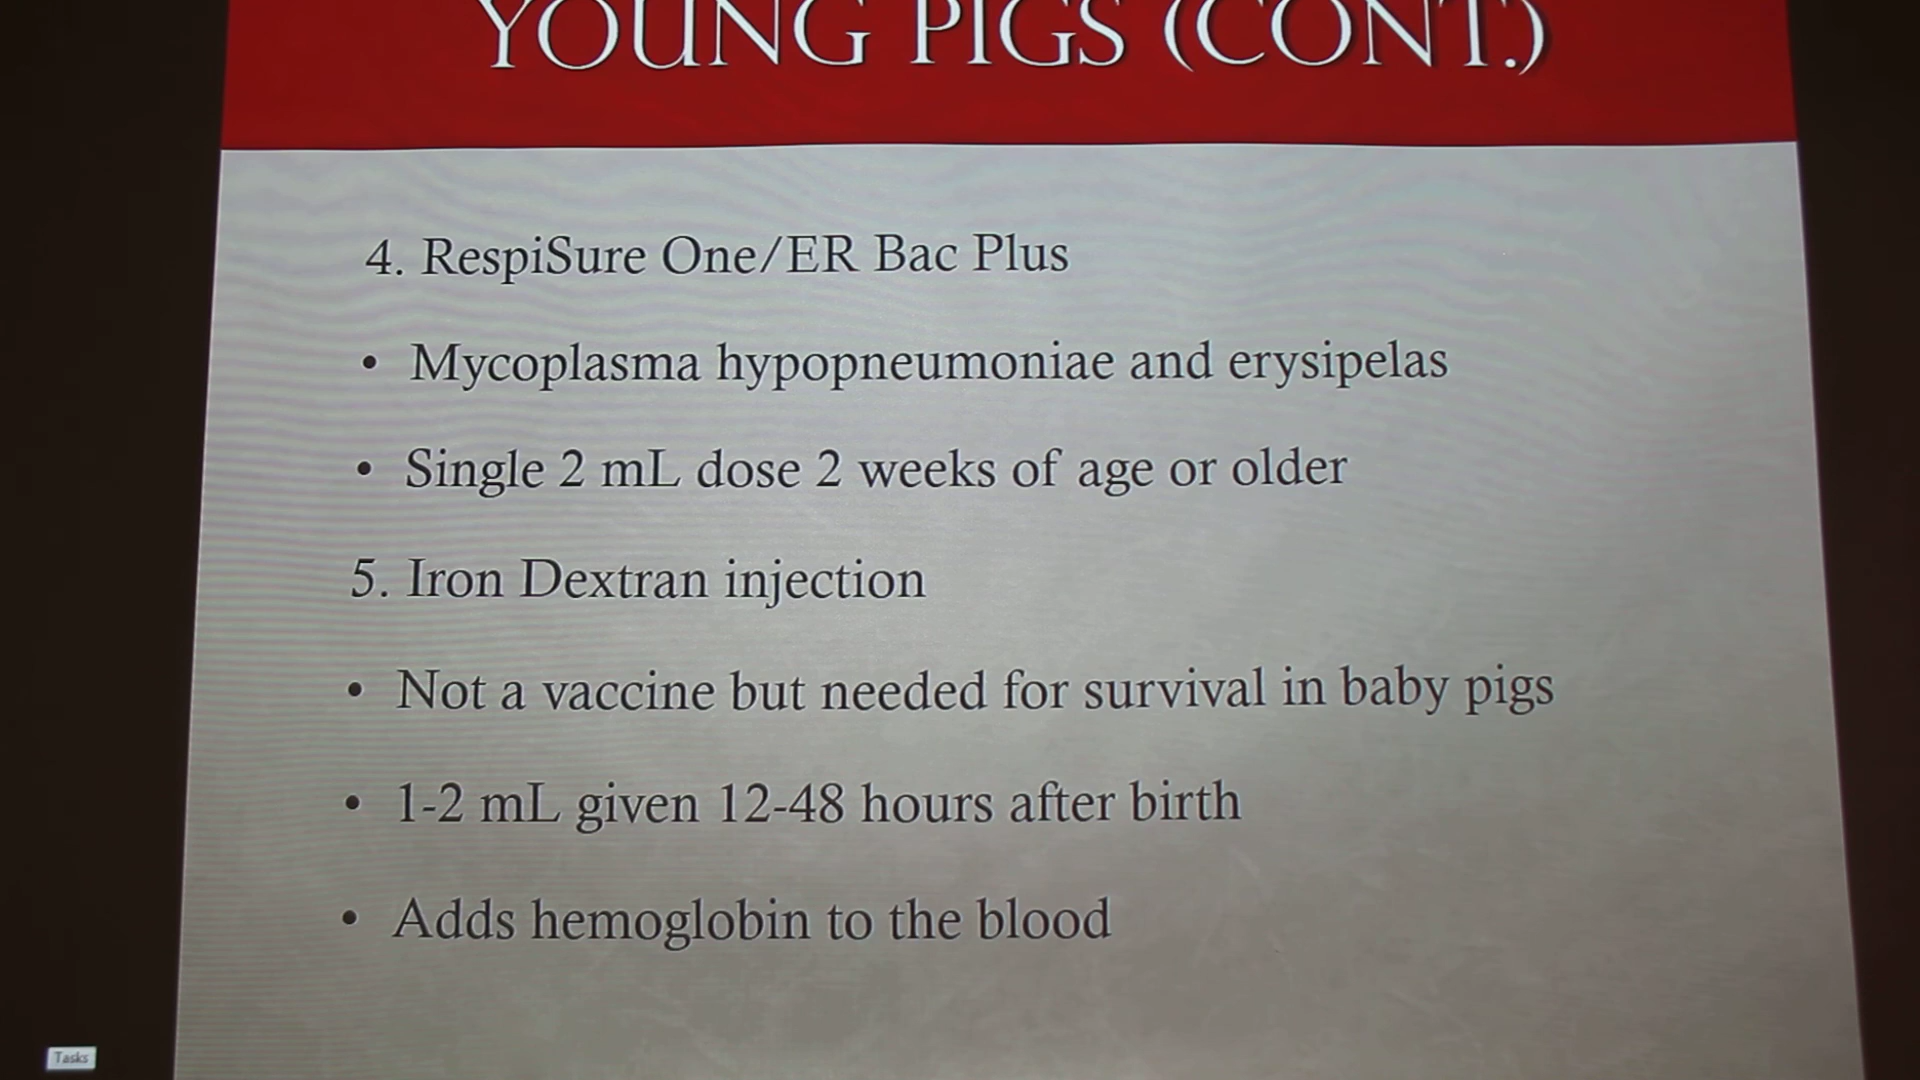 YOUNG PIGS (CONT.)
4. RespiSure One/ER Bac Plus
• Mycoplasma hypopneumoniae and erysipelas
• Single 2 mL dose 2 weeks of age or older
5. Iron Dextran injection
• Not a vaccine but needed for survival in baby pigs
• 1-2 mL given 12-48 hours after birth
• Adds hemoglobin to the blood
Tasks